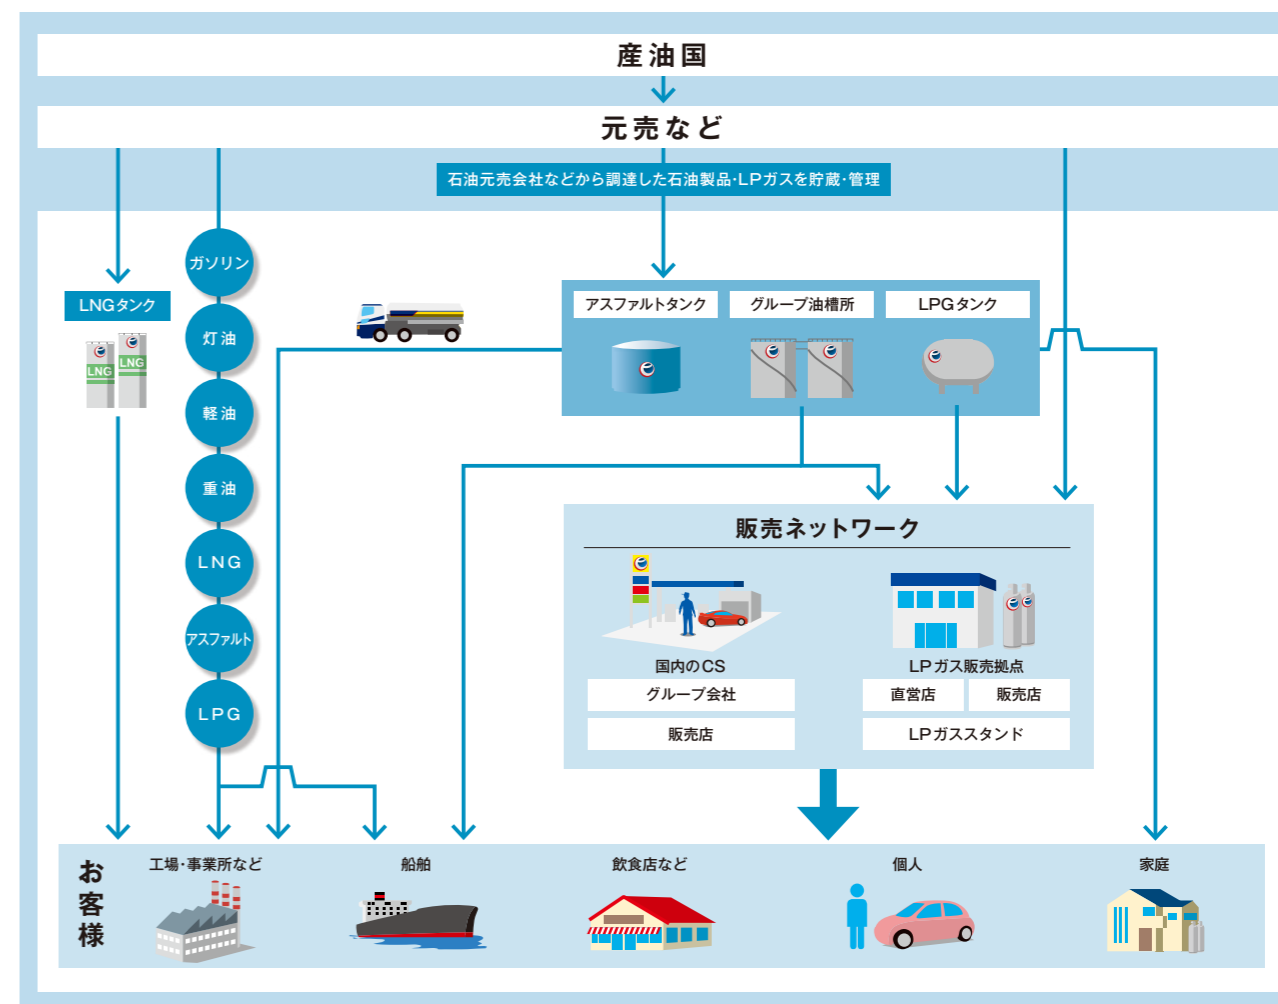 産油国
元売など
石油元売会社などから調達した石油製品・LPガスを貯蔵・管理
LNGタンク
LNG
LNG
ガソリン
灯油
軽油
重油
LNG
アスファルト
LPG
アスファルトタンク
グループ油槽所
LPGタンク
販売ネットワーク
国内のCS
グループ会社
販売店
LPガス販売拠点
直営店
販売店
LPガススタンド
お客様
工場・事業所など
船舶
飲食店など
個人
家庭